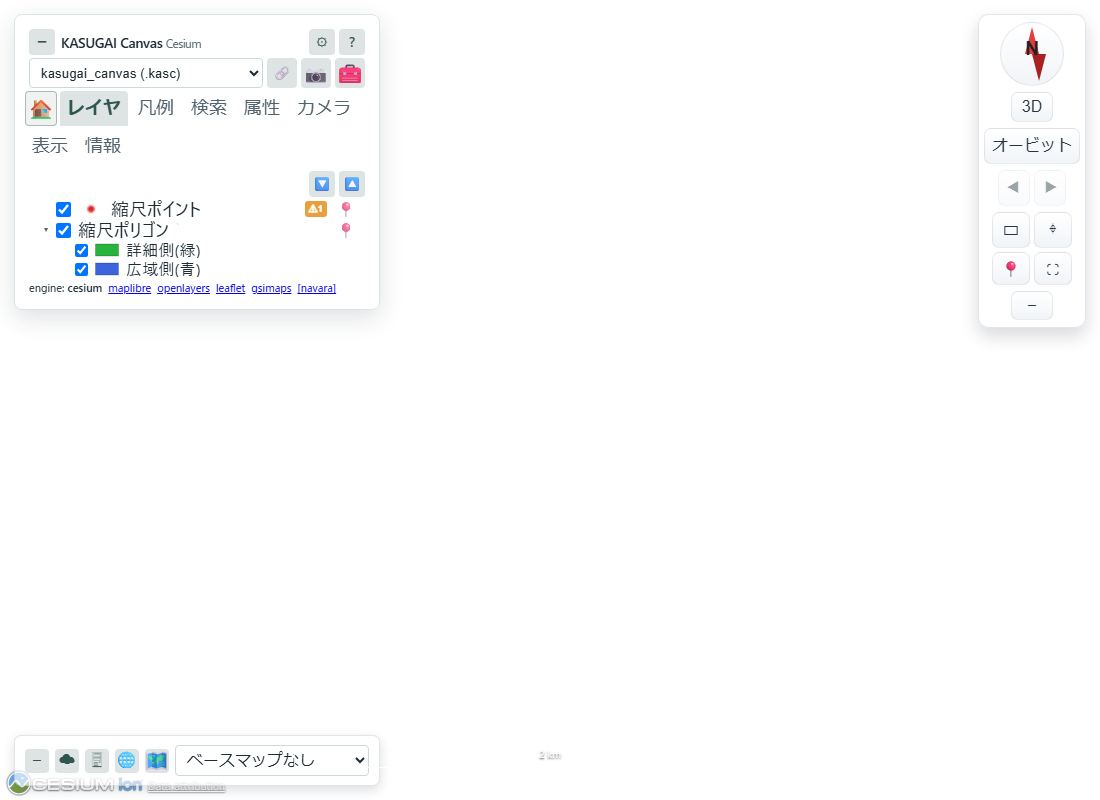 − KASUGAI Canvas Cesium ⚙ ?
kasugai_canvas (.kasc)
レイヤ 凡例 検索 属性 カメラ
表示 情報
縮尺ポイント ⚠1
縮尺ポリゴン
詳細側(緑)
広域側(青)
engine: cesium maplibre openlayers leaflet gsimaps [navara]
N
3D
オービット
−
− ベースマップなし
2 km
CESIUM ion Data attribution